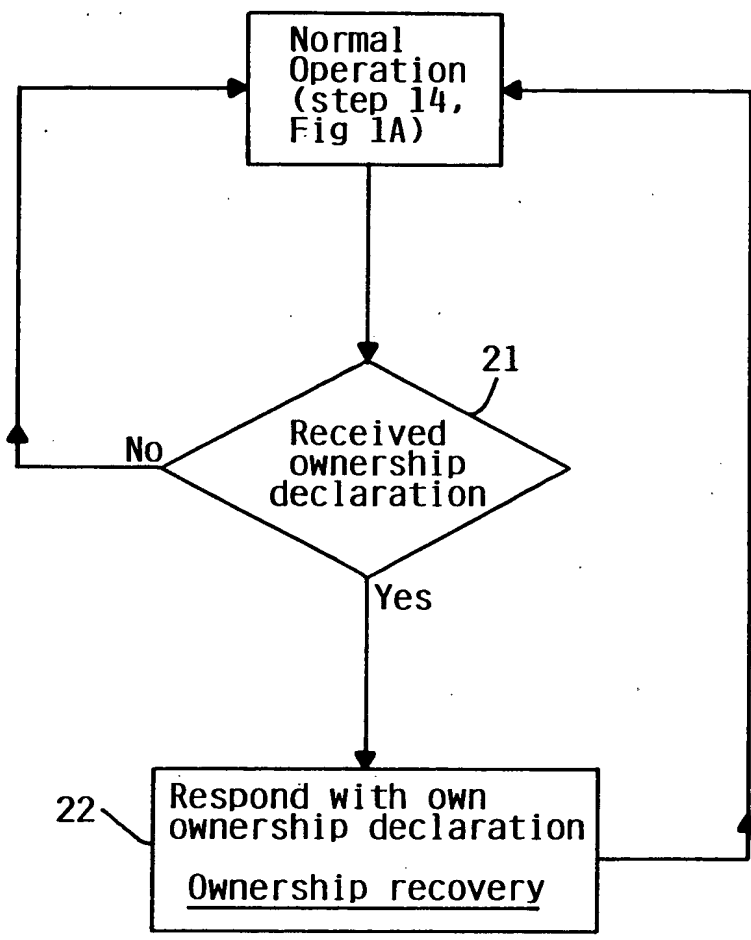 Normal
Operation
(step 14,
Fig 1A)
21
No
Received
ownership
declaration
Yes
22
Respond with own
ownership declaration
Ownership recovery